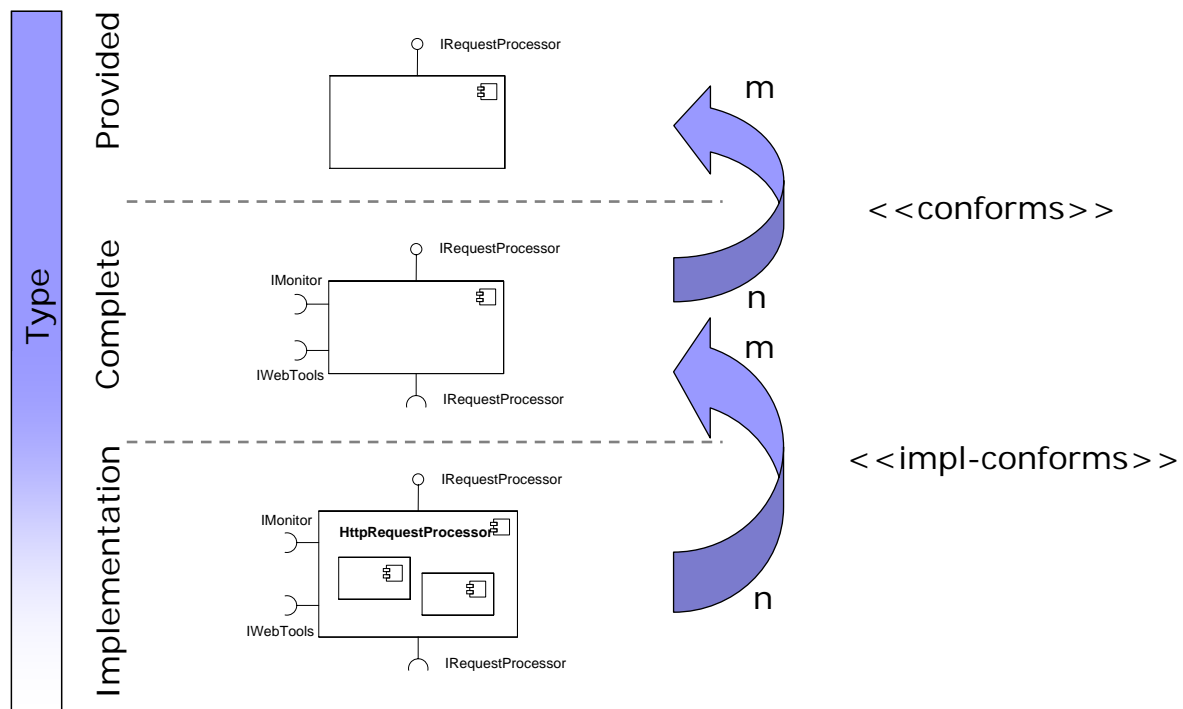 Type
Provided
IRequestProcessor
m
<<conforms>>
n
Complete
IRequestProcessor
IMonitor
IWebTools
IRequestProcessor
m
<<impl-conforms>>
n
Implementation
IRequestProcessor
IMonitor
HttpRequestProcessor
IWebTools
IRequestProcessor